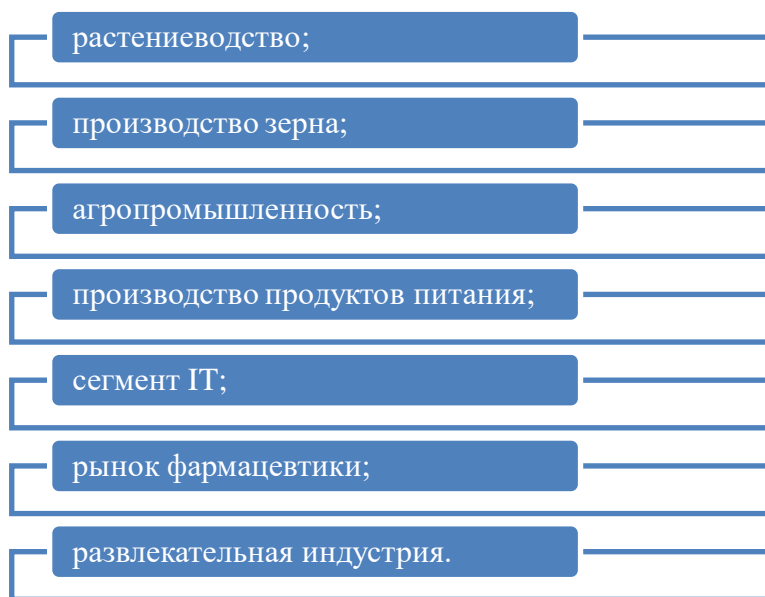 растениеводство;
производство зерна;
агропромышленность;
производство продуктов питания;
сегмент IT;
рынок фармацевтики;
развлекательная индустрия.